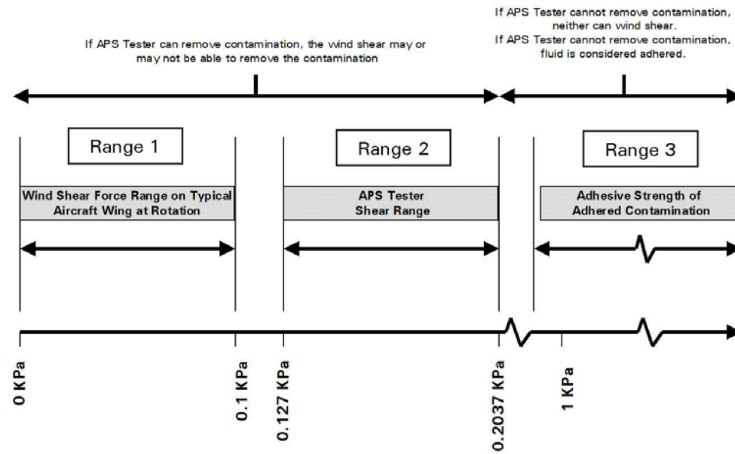 If APS Tester cannot remove contamination,
neither can wind shear.
If APS Tester cannot remove contamination,
fluid is considered adhered.
If APS Tester can remove contamination, the wind shear may or
may not be able to remove the contamination
Range 1
Range 2
Range 3
Wind Shear Force Range on Typical
Aircraft Wing at Rotation
APS Tester
Shear Range
Adhesive Strength of
Adhered Contamination
0 KPa
0.1 KPa
0.127 KPa
0.2037 KPa
1 KPa